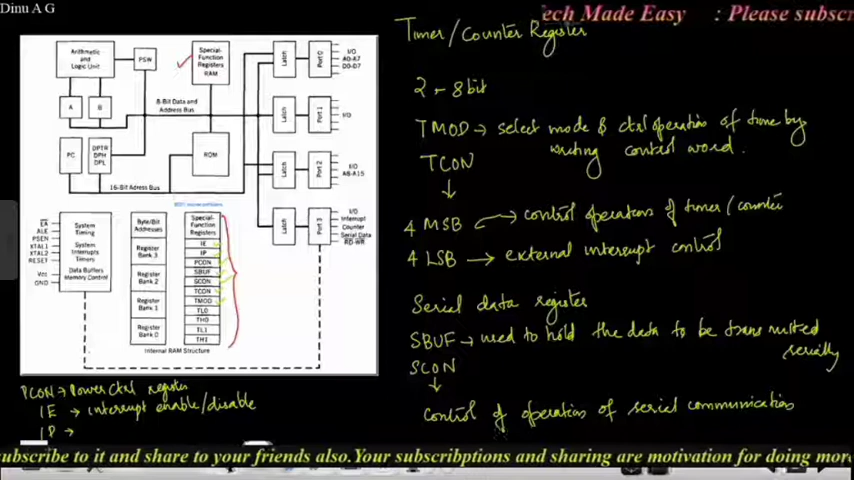 Dinu A G
ech Made Easy : Please subscr
Timer/Counter Register
2 - 8 bit
TMOD → select mode & ctrl operation of time by
writing control word.
TCON
4 MSB → control operations of timer/counter
4 LSB → external interrupt control
Serial data register
SBUF → used to hold the data to be transmitted
serially
SCON
control of operation of serial communication
Arithmetic
and
Logic Unit
PSW
Special-
Function
Registers
RAM
A
B
8-Bit Data and
Address Bus
PC
DPTR
DPH
DPL
ROM
16-Bit Adress Bus
Latch
Port 0
I/O
A0-A7
D0-D7
Latch
Port 1
I/O
Latch
Port 2
I/O
A8-A15
Latch
Port 3
I/O
Interrupt
Counter
Serial Data
RD-WR
EA
ALE
PSEN
XTAL1
XTAL2
RESET
Vcc
GND
System
Timing
System
Interrupts
Timers
Data Buffers
Memory Control
Byte/Bit
Addresses
Register
Bank 3
Register
Bank 2
Register
Bank 1
Register
Bank 0
Special-
Function
Registers
IE
IP
PCON
SBUF
SCON
TCON
TMOD
TL0
TH0
TL1
TH1
Internal RAM Structure
PCON → Power Ctrl register
IE → interrupt enable/disable
IP →
ubscribe to it and share to your friends also.Your subscribptions and sharing are motivation for doing mor